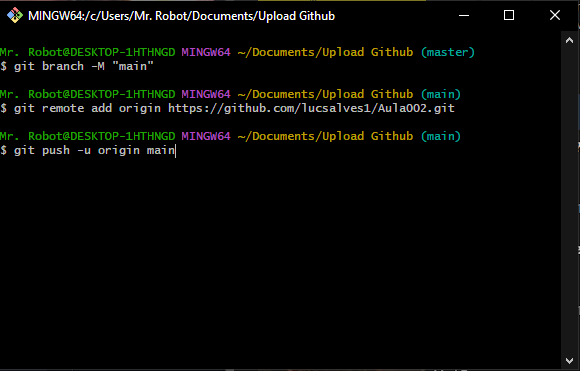 MINGW64:/c/Users/Mr. Robot/Documents/Upload Github
Mr. Robot@DESKTOP-1HTHNGD MINGW64 ~/Documents/Upload Github (master)
$ git branch -M "main"
Mr. Robot@DESKTOP-1HTHNGD MINGW64 ~/Documents/Upload Github (main)
$ git remote add origin https://github.com/lucsalves1/Aula002.git
Mr. Robot@DESKTOP-1HTHNGD MINGW64 ~/Documents/Upload Github (main)
$ git push -u origin main